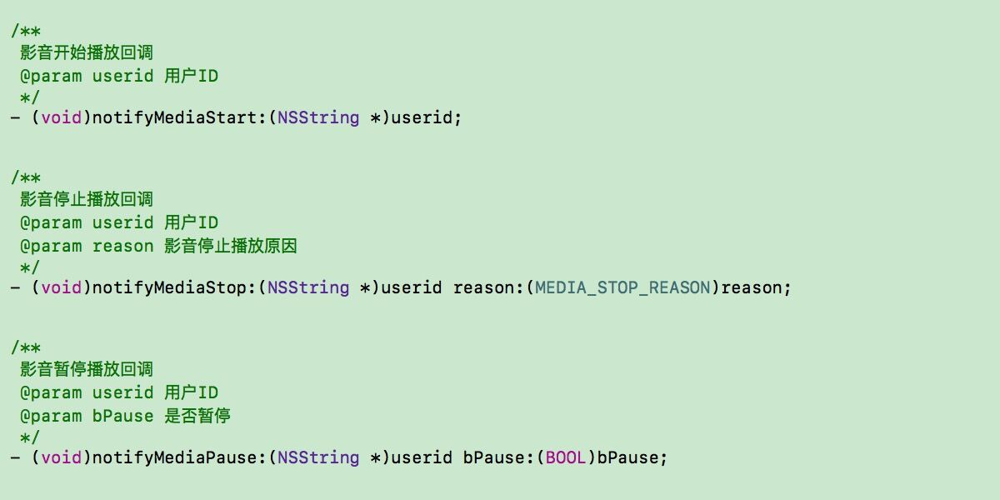 /**
影音开始播放回调
@param userid 用户ID
*/
- (void)notifyMediaStart:(NSString *)userid;
/**
影音停止播放回调
@param userid 用户ID
@param reason 影音停止播放原因
*/
- (void)notifyMediaStop:(NSString *)userid reason:(MEDIA_STOP_REASON)reason;
/**
影音暂停播放回调
@param userid 用户ID
@param bPause 是否暂停
*/
- (void)notifyMediaPause:(NSString *)userid bPause:(BOOL)bPause;